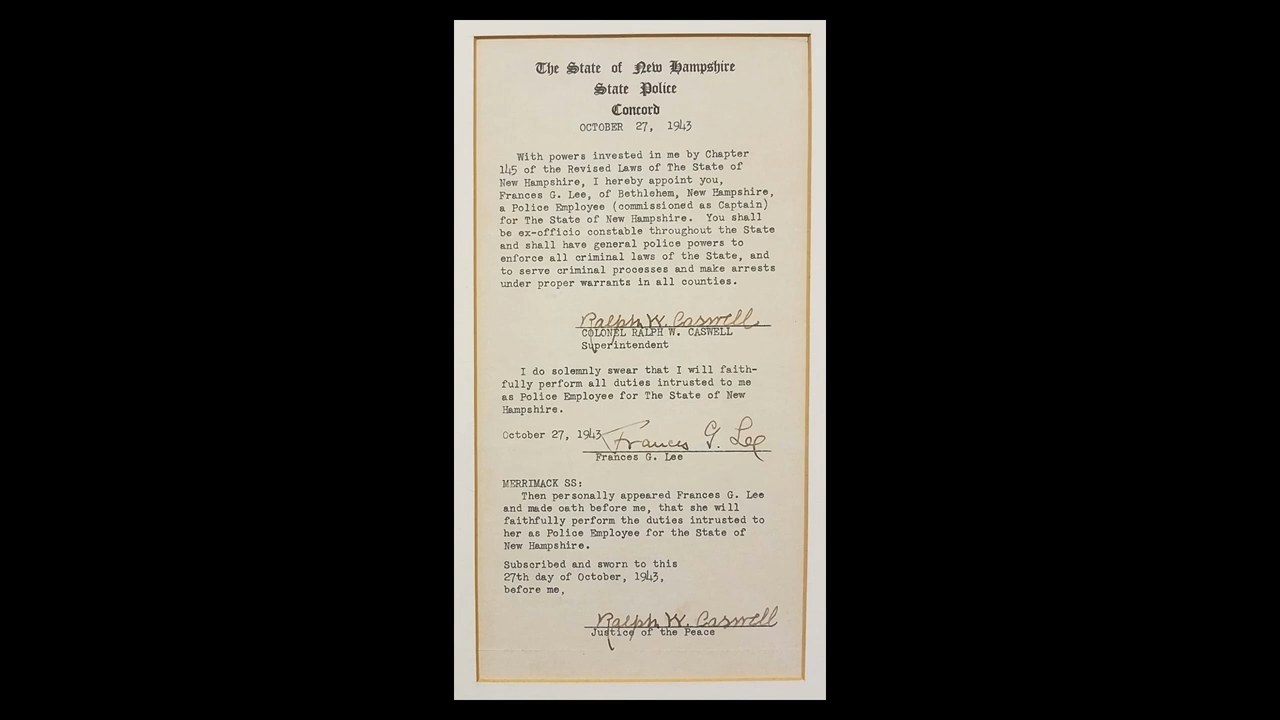 The State of New Hampshire
State Police
Concord
OCTOBER 27, 1943
With powers invested in me by Chapter
145 of the Revised Laws of The State of
New Hampshire, I hereby appoint you,
Frances G. Lee, of Bethlehem, New Hampshire,
a Police Employee (commissioned as Captain)
for The State of New Hampshire. You shall
be ex-officio constable throughout the State
and shall have general police powers to
enforce all criminal laws of the State, and
to serve criminal processes and make arrests
under proper warrants in all counties.
Ralph W. Caswell
COLONEL RALPH W. CASWELL
Superintendent
I do solemnly swear that I will faith-
fully perform all duties intrusted to me
as Police Employee for The State of New
Hampshire.
October 27, 1943 Frances G. Lee
Frances G. Lee
MERRIMACK SS:
Then personally appeared Frances G. Lee
and made oath before me, that she will
faithfully perform the duties intrusted to
her as Police Employee for the State of
New Hampshire.
Subscribed and sworn to this
27th day of October, 1943,
before me,
Ralph W. Caswell
Justice of the Peace